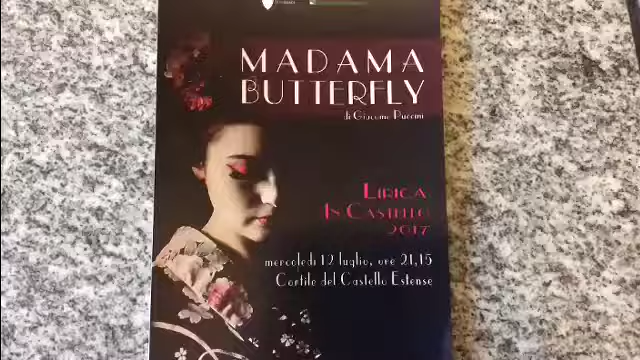 MADAMA
BUTTERFLY
di Giacomo Puccini
LIRICA
IN CASTELLO
2017
mercoledì 12 luglio, ore 21,15
Cortile del Castello Estense